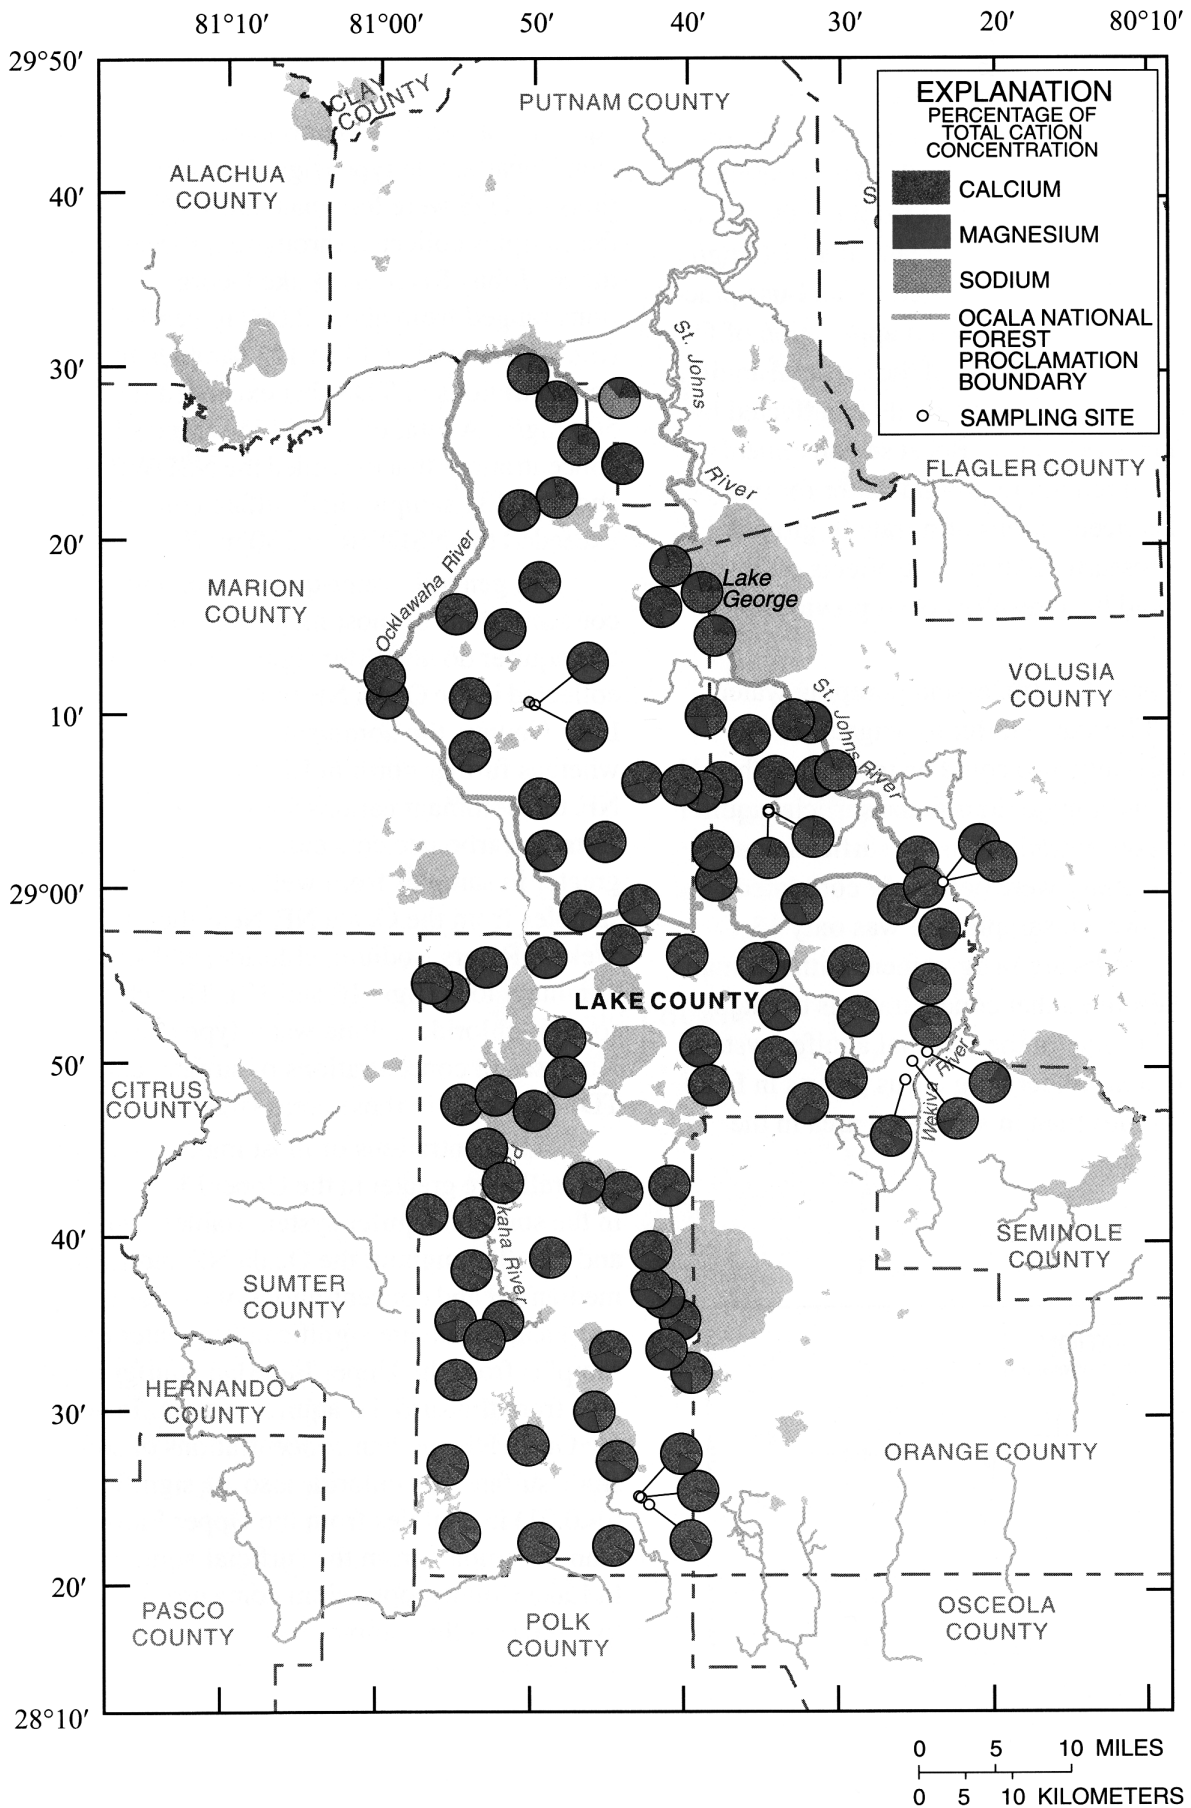 81°10′ 81°00′ 50′ 40′ 30′ 20′ 80°10′
29°50′
40′
30′
20′
10′
29°00′
50′
40′
30′
20′
28°10′
EXPLANATION
PERCENTAGE OF
TOTAL CATION
CONCENTRATION
CALCIUM
MAGNESIUM
SODIUM
OCALA NATIONAL
FOREST
PROCLAMATION
BOUNDARY
SAMPLING SITE
CLAY
COUNTY
PUTNAM COUNTY
ALACHUA
COUNTY
S
St. Johns
River
FLAGLER COUNTY
Ocklawaha River
MARION
COUNTY
Lake
George
VOLUSIA
COUNTY
St. Johns River
LAKE COUNTY
CITRUS
COUNTY
Wekiva River
kaha River
SEMINOLE
COUNTY
SUMTER
COUNTY
HERNANDO
COUNTY
ORANGE COUNTY
PASCO
COUNTY
POLK
COUNTY
OSCEOLA
COUNTY
0 5 10 MILES
0 5 10 KILOMETERS